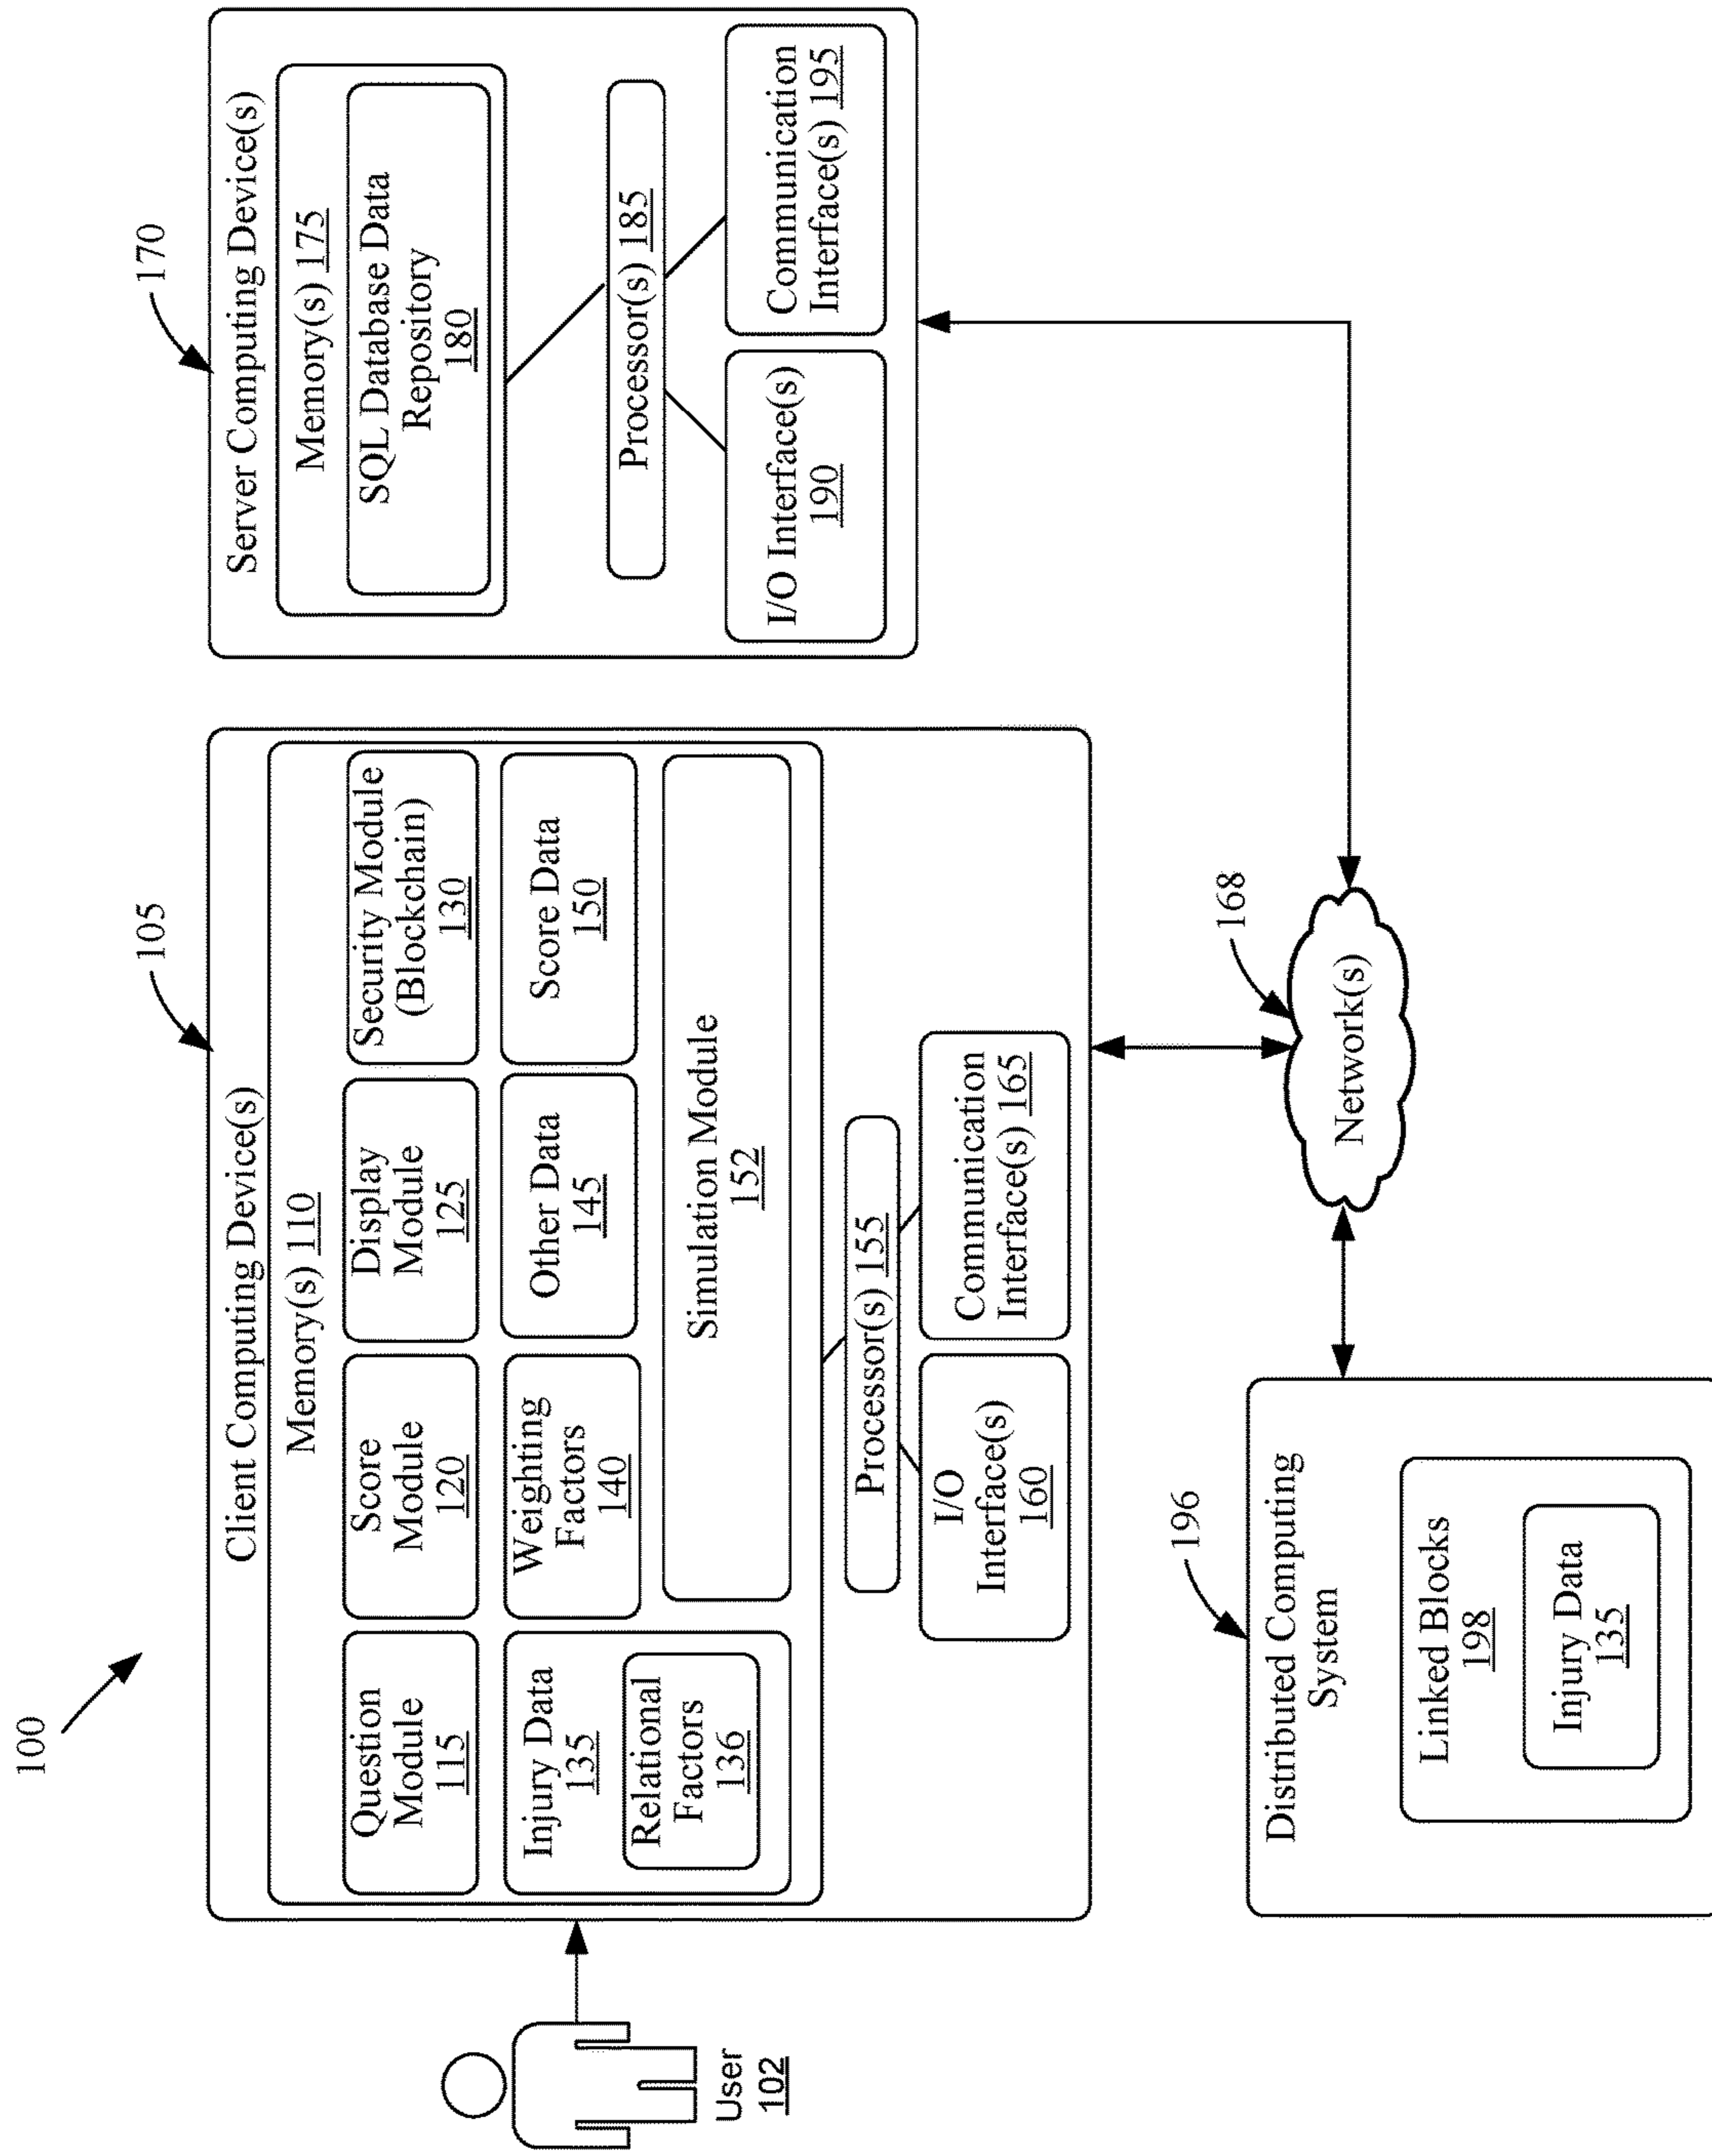 100
105
170
Client Computing Device(s)
Memory(s) 110
Question
Module
115
Score
Module
120
Display
Module
125
Security Module
(Blockchain)
130
Injury Data
135
Relational
Factors
136
Weighting
Factors
140
Other Data
145
Score Data
150
Simulation Module
152
Processor(s) 155
I/O
Interface(s)
160
Communication
Interface(s) 165
User
102
Server Computing Device(s)
Memory(s) 175
SQL Database Data
Repository
180
Processor(s) 185
I/O Interface(s)
190
Communication
Interface(s) 195
196
Distributed Computing
System
Linked Blocks
198
Injury Data
135
168
Network(s)